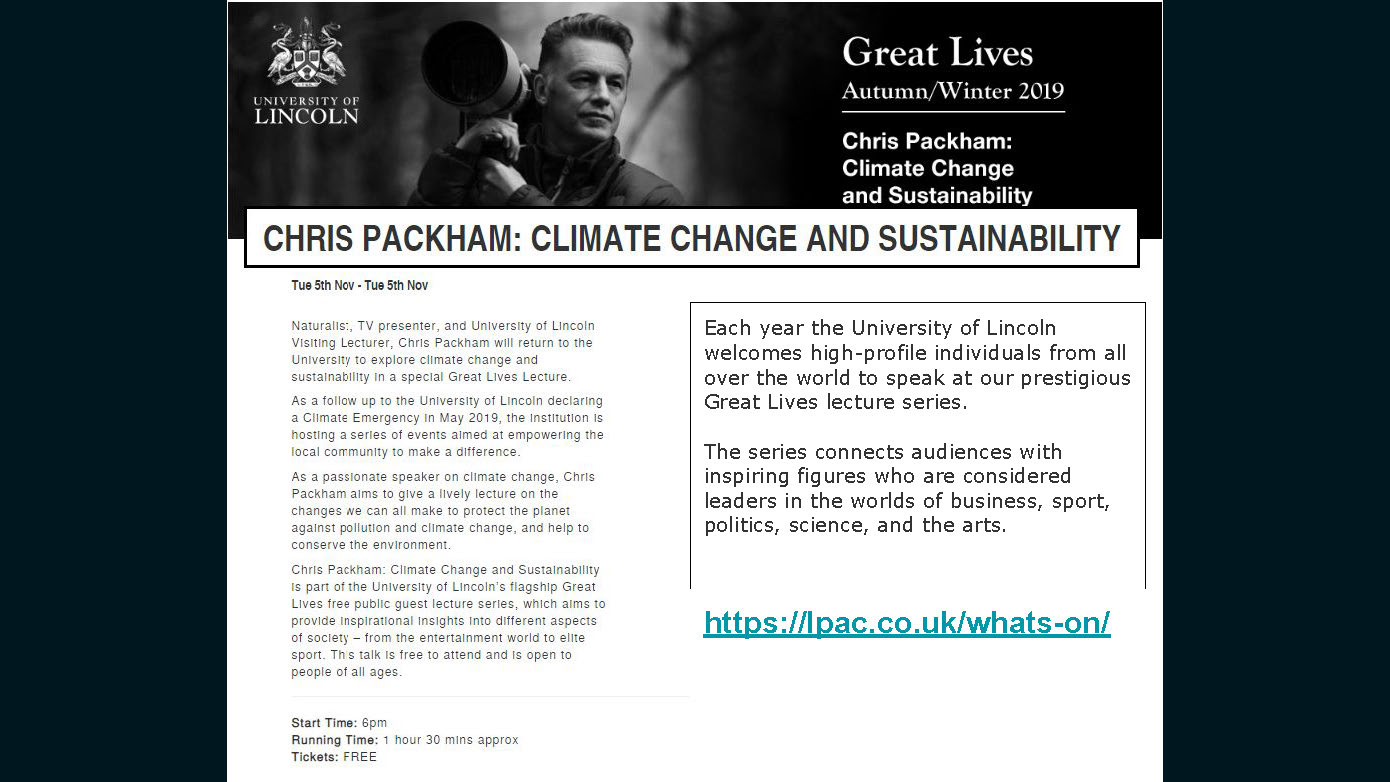 UNIVERSITY OF
LINCOLN
Great Lives
Autumn/Winter 2019
Chris Packham:
Climate Change
and Sustainability
CHRIS PACKHAM: CLIMATE CHANGE AND SUSTAINABILITY
Tue 5th Nov - Tue 5th Nov
Naturalist, TV presenter, and University of Lincoln
Visiting Lecturer, Chris Packham will return to the
University to explore climate change and
sustainability in a special Great Lives Lecture.
As a follow up to the University of Lincoln declaring
a Climate Emergency in May 2019, the institution is
hosting a series of events aimed at empowering the
local community to make a difference.
As a passionate speaker on climate change, Chris
Packham aims to give a lively lecture on the
changes we can all make to protect the planet
against pollution and climate change, and help to
conserve the environment.
Chris Packham: Climate Change and Sustainability
is part of the University of Lincoln's flagship Great
Lives free public guest lecture series, which aims to
provide inspirational insights into different aspects
of society – from the entertainment world to elite
sport. This talk is free to attend and is open to
people of all ages.
Start Time: 6pm
Running Time: 1 hour 30 mins approx
Tickets: FREE
Each year the University of Lincoln
welcomes high-profile individuals from all
over the world to speak at our prestigious
Great Lives lecture series.
The series connects audiences with
inspiring figures who are considered
leaders in the worlds of business, sport,
politics, science, and the arts.
https://lpac.co.uk/whats-on/